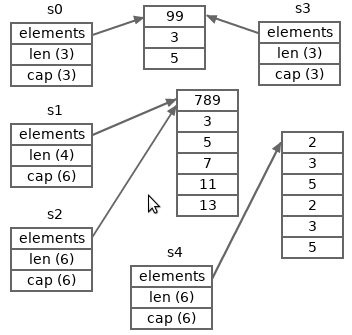 s0
elements
len (3)
cap (3)
99
3
5
s3
elements
len (3)
cap (3)
s1
elements
len (4)
cap (6)
789
3
5
7
11
13
s2
elements
len (6)
cap (6)
s4
elements
len (6)
cap (6)
2
3
5
2
3
5